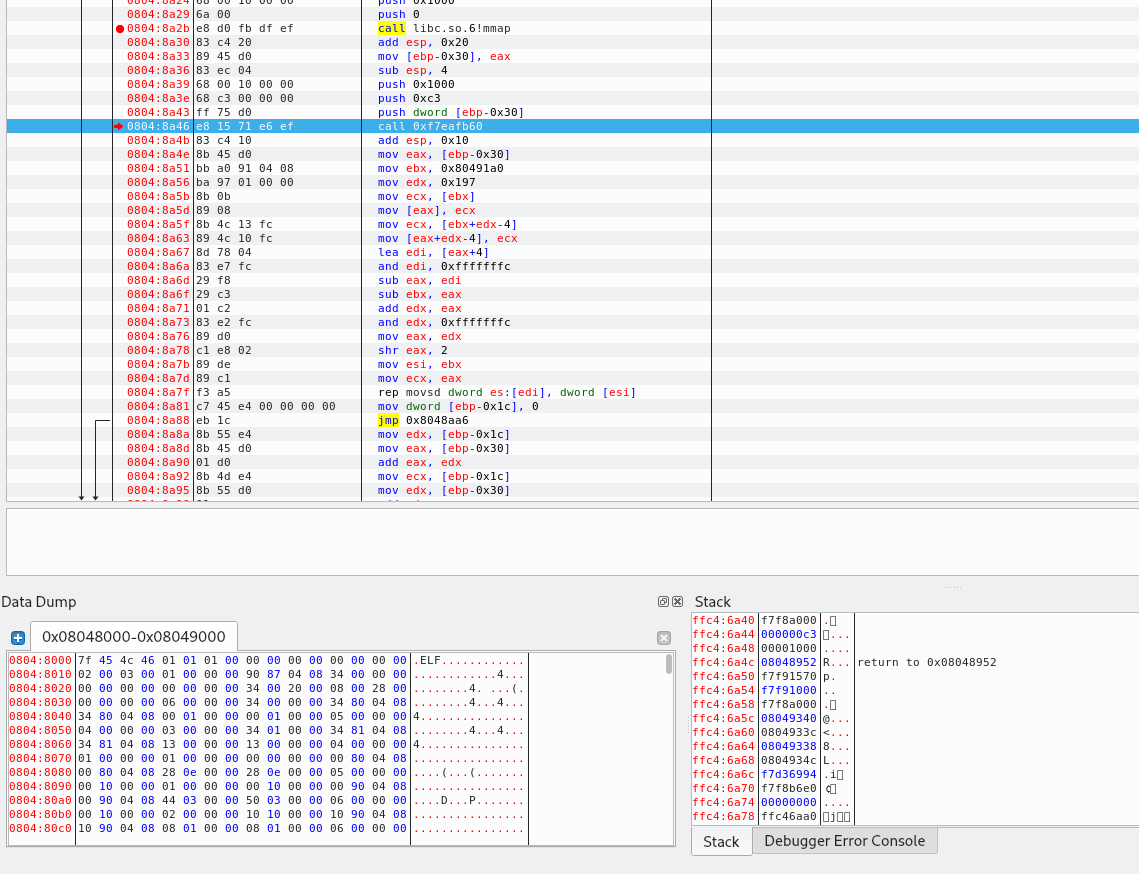 0804:8a24 68 00 10 00 00 push 0x1000
0804:8a29 6a 00 push 0
0804:8a2b e8 d0 fb df ef call libc.so.6!mmap
0804:8a30 83 c4 20 add esp, 0x20
0804:8a33 89 45 d0 mov [ebp-0x30], eax
0804:8a36 83 ec 04 sub esp, 4
0804:8a39 68 00 10 00 00 push 0x1000
0804:8a3e 68 c3 00 00 00 push 0xc3
0804:8a43 ff 75 d0 push dword [ebp-0x30]
0804:8a46 e8 15 71 e6 ef call 0xf7eafb60
0804:8a4b 83 c4 10 add esp, 0x10
0804:8a4e 8b 45 d0 mov eax, [ebp-0x30]
0804:8a51 bb a0 91 04 08 mov ebx, 0x80491a0
0804:8a56 ba 97 01 00 00 mov edx, 0x197
0804:8a5b 8b 0b mov ecx, [ebx]
0804:8a5d 89 08 mov [eax], ecx
0804:8a5f 8b 4c 13 fc mov ecx, [ebx+edx-4]
0804:8a63 89 4c 10 fc mov [eax+edx-4], ecx
0804:8a67 8d 78 04 lea edi, [eax+4]
0804:8a6a 83 e7 fc and edi, 0xfffffffc
0804:8a6d 29 f8 sub eax, edi
0804:8a6f 29 c3 sub ebx, eax
0804:8a71 01 c2 add edx, eax
0804:8a73 83 e2 fc and edx, 0xfffffffc
0804:8a76 89 d0 mov eax, edx
0804:8a78 c1 e8 02 shr eax, 2
0804:8a7b 89 de mov esi, ebx
0804:8a7d 89 c1 mov ecx, eax
0804:8a7f f3 a5 rep movsd dword es:[edi], dword [esi]
0804:8a81 c7 45 e4 00 00 00 00 mov dword [ebp-0x1c], 0
0804:8a88 eb 1c jmp 0x8048aa6
0804:8a8a 8b 55 e4 mov edx, [ebp-0x1c]
0804:8a8d 8b 45 d0 mov eax, [ebp-0x30]
0804:8a90 01 d0 add eax, edx
0804:8a92 8b 4d e4 mov ecx, [ebp-0x1c]
0804:8a95 8b 55 d0 mov edx, [ebp-0x30]
Data Dump
0x08048000-0x08049000
0804:8000 7f 45 4c 46 01 01 01 00 00 00 00 00 00 00 00 00 .ELF............
0804:8010 02 00 03 00 01 00 00 00 90 87 04 08 34 00 00 00 ............4...
0804:8020 00 00 00 00 00 00 00 00 34 00 20 00 08 00 28 00 ........4. ...(.
0804:8030 00 00 00 00 06 00 00 00 34 00 00 00 34 80 04 08 ........4...4...
0804:8040 34 80 04 08 00 01 00 00 00 01 00 00 05 00 00 00 4...............
0804:8050 04 00 00 00 03 00 00 00 34 01 00 00 34 81 04 08 ........4...4...
0804:8060 34 81 04 08 13 00 00 00 13 00 00 00 04 00 00 00 4...............
0804:8070 01 00 00 00 01 00 00 00 00 00 00 00 00 80 04 08 ................
0804:8080 00 80 04 08 28 0e 00 00 28 0e 00 00 05 00 00 00 ....(...(.......
0804:8090 00 10 00 00 01 00 00 00 00 10 00 00 00 90 04 08 ................
0804:80a0 00 90 04 08 44 03 00 00 50 03 00 00 06 00 00 00 ....D...P.......
0804:80b0 00 10 00 00 02 00 00 00 10 10 00 00 10 90 04 08 ................
0804:80c0 10 90 04 08 08 01 00 00 08 01 00 00 06 00 00 00 ................
Stack
ffc4:6a40 f7f8a000 .
ffc4:6a44 000000c3 ...
ffc4:6a48 00001000 ....
ffc4:6a4c 08048952 R... return to 0x08048952
ffc4:6a50 f7f91570 p.
ffc4:6a54 f7f91000 ..
ffc4:6a58 f7f8a000 .
ffc4:6a5c 08049340 @...
ffc4:6a60 0804933c <...
ffc4:6a64 08049338 8...
ffc4:6a68 0804934c L...
ffc4:6a6c f7d36994 .i
ffc4:6a70 f7f8b6e0 ¢
ffc4:6a74 00000000 ....
ffc4:6a78 ffc46aa0 j
Stack
Debugger Error Console